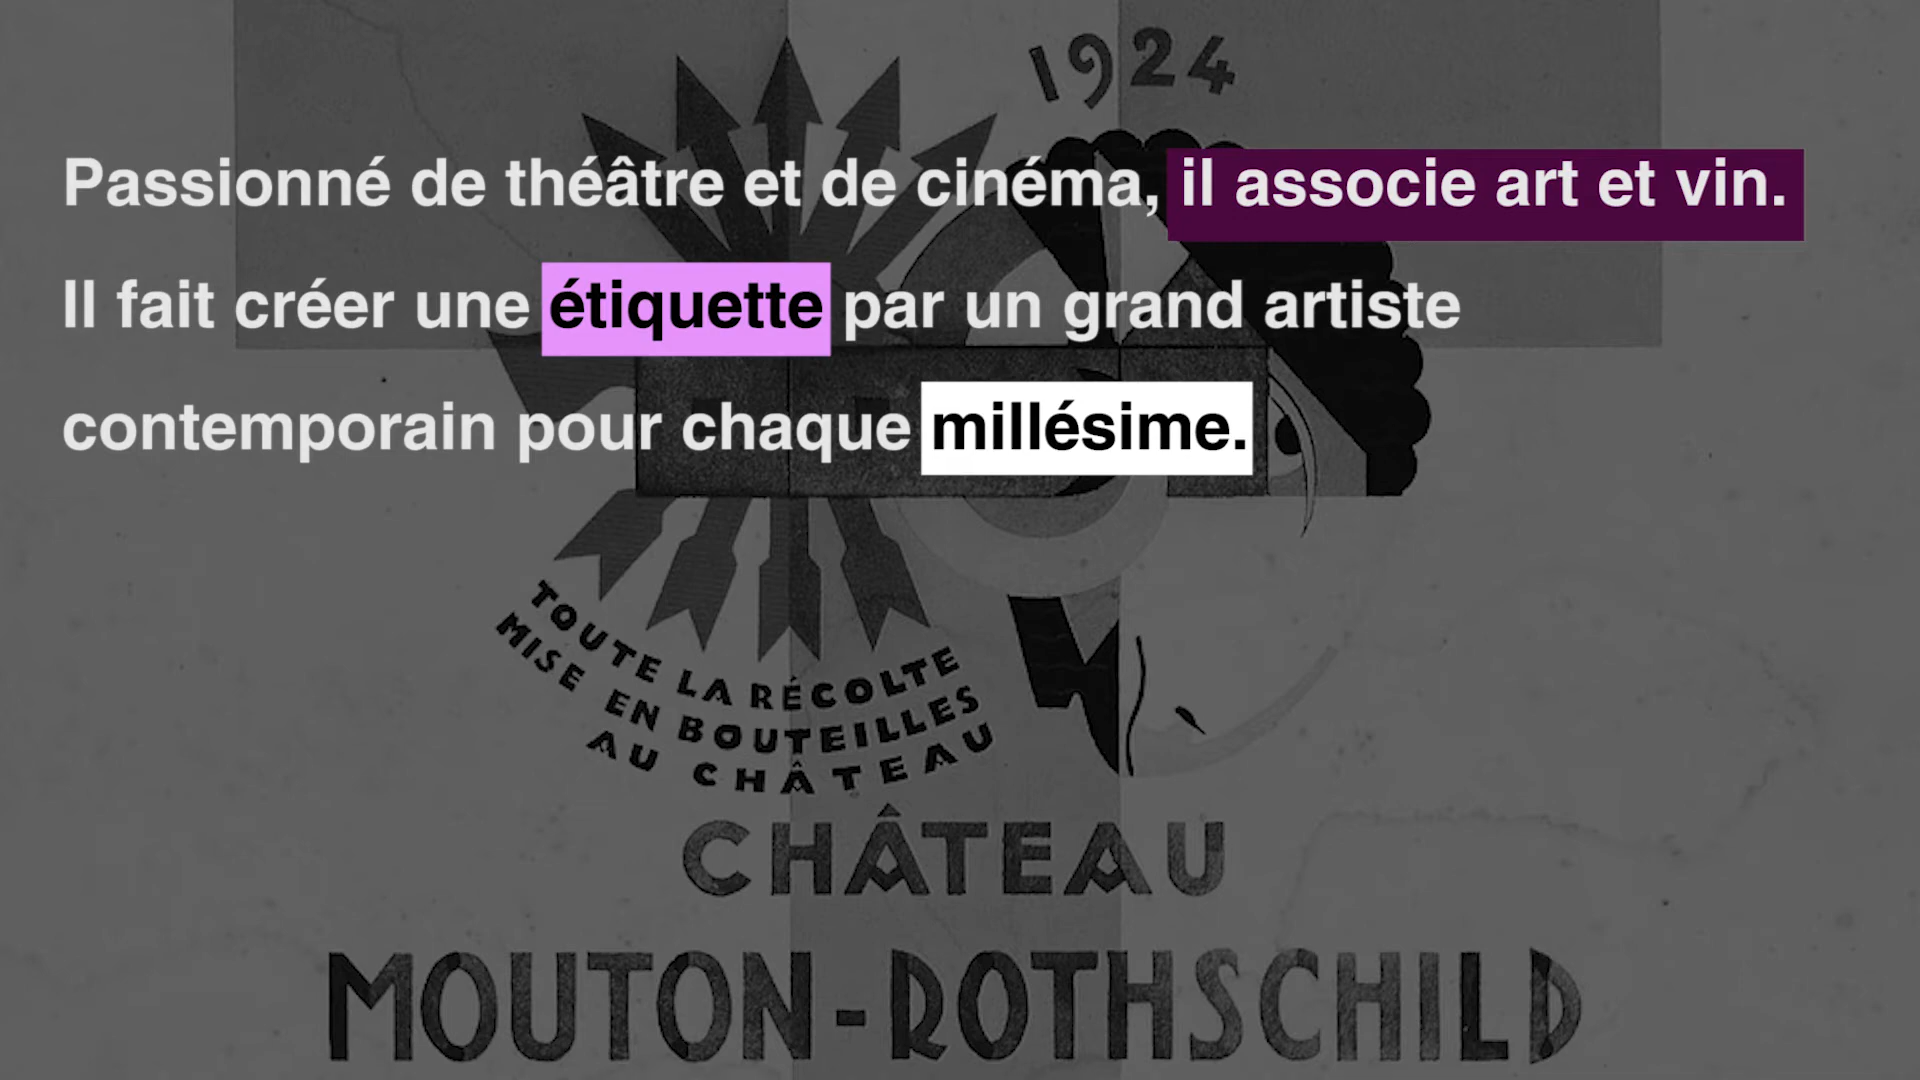 1924
Passionné de théâtre et de cinéma, il associe art et vin.
Il fait créer une étiquette par un grand artiste
contemporain pour chaque millésime.
TOUTE LA RÉCOLTE
MISE EN BOUTEILLES
AU CHÂTEAU
CHÂTEAU
MOUTON-ROTHSCHILD